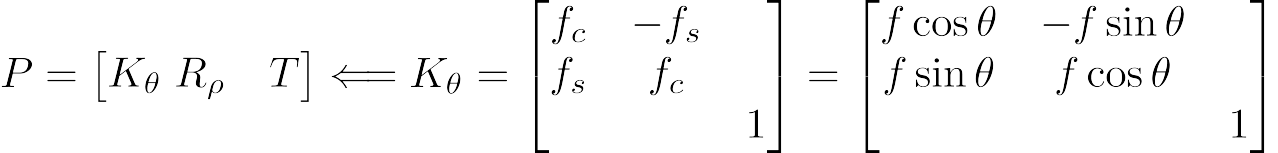 P = [K_θ R_ρ T] ⟸ K_θ = [f_c −f_s; f_s f_c; 1] = [f cos θ −f sin θ; f sin θ f cos θ; 1]